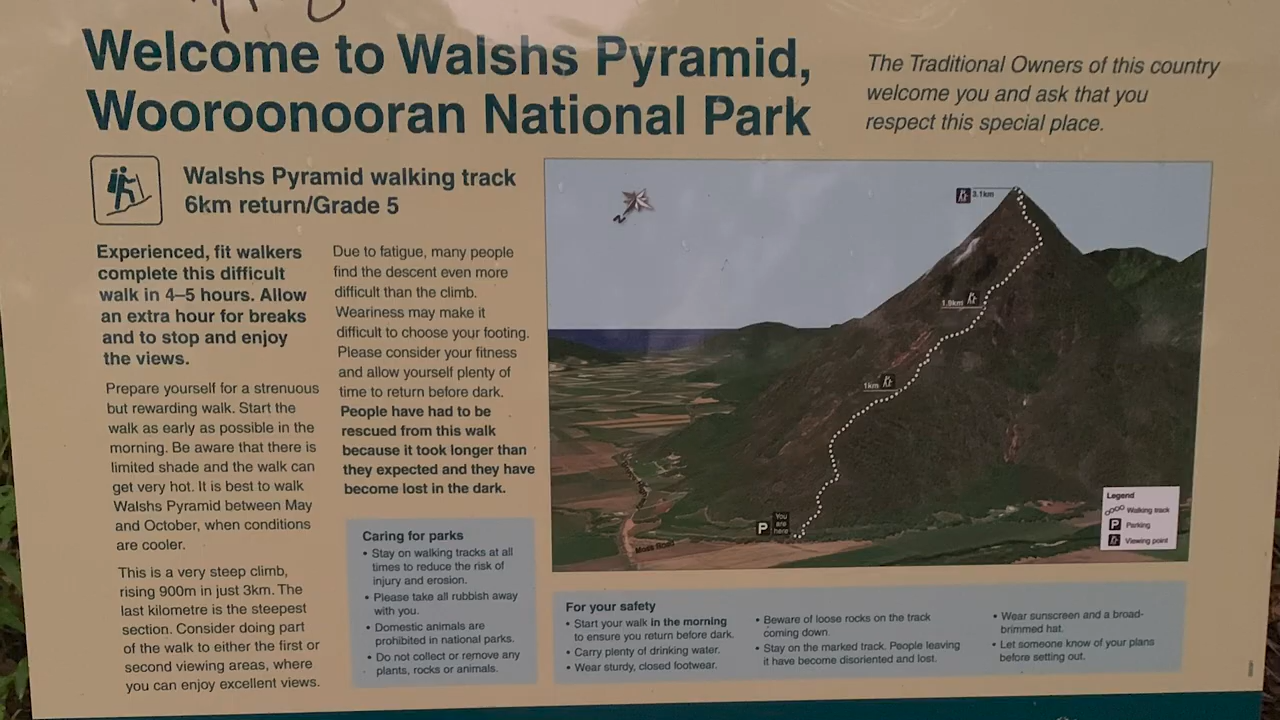 Welcome to Walshs Pyramid,
Wooroonooran National Park
The Traditional Owners of this country
welcome you and ask that you
respect this special place.
Walshs Pyramid walking track
6km return/Grade 5
Experienced, fit walkers
complete this difficult
walk in 4–5 hours. Allow
an extra hour for breaks
and to stop and enjoy
the views.
Prepare yourself for a strenuous
but rewarding walk. Start the
walk as early as possible in the
morning. Be aware that there is
limited shade and the walk can
get very hot. It is best to walk
Walshs Pyramid between May
and October, when conditions
are cooler.
This is a very steep climb,
rising 900m in just 3km. The
last kilometre is the steepest
section. Consider doing part
of the walk to either the first or
second viewing areas, where
you can enjoy excellent views.
Due to fatigue, many people
find the descent even more
difficult than the climb.
Weariness may make it
difficult to choose your footing.
Please consider your fitness
and allow yourself plenty of
time to return before dark.
People have had to be
rescued from this walk
because it took longer than
they expected and they have
become lost in the dark.
Caring for parks
• Stay on walking tracks at all
times to reduce the risk of
injury and erosion.
• Please take all rubbish away
with you.
• Domestic animals are
prohibited in national parks.
• Do not collect or remove any
plants, rocks or animals.
N
3.1km
1.9km
1km
P
You
are
here
Moss Road
Legend
Walking track
P Parking
Viewing point
For your safety
• Start your walk in the morning
to ensure you return before dark.
• Carry plenty of drinking water.
• Wear sturdy, closed footwear.
• Beware of loose rocks on the track
coming down.
• Stay on the marked track. People leaving
it have become disoriented and lost.
• Wear sunscreen and a broad-
brimmed hat.
• Let someone know of your plans
before setting out.